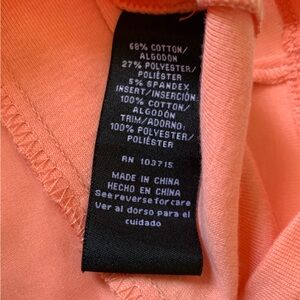 68% COTTON/
ALGODON
27% POLYESTER/
POLIÉSTER
5% SPANDEX
INSERT/INSERCIÓN:
100% COTTON/
ALGODÓN
TRIM/ADORNO:
100% POLYESTER/
POLIÉSTER
RN 103715
MADE IN CHINA
HECHO EN CHINA
See reverse for care
Ver al dorso para el
cuidado